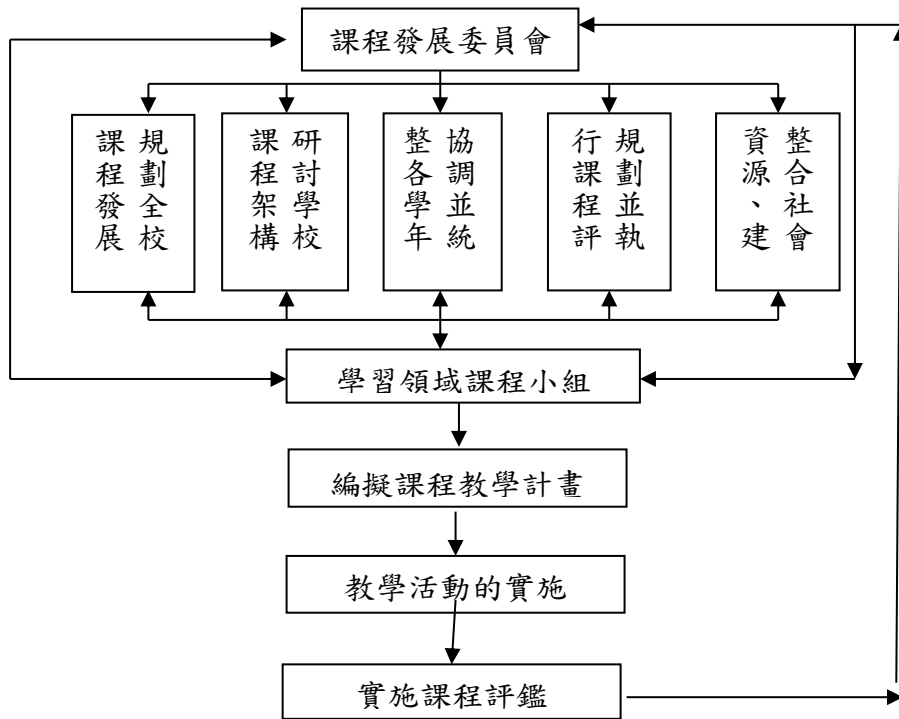 課程發展委員會
規劃全校
課程發展
研討學校
課程架構
協調並統
整各學年
規劃並執
行課程評
整合社會
資源、建
學習領域課程小組
編擬課程教學計畫
教學活動的實施
實施課程評鑑